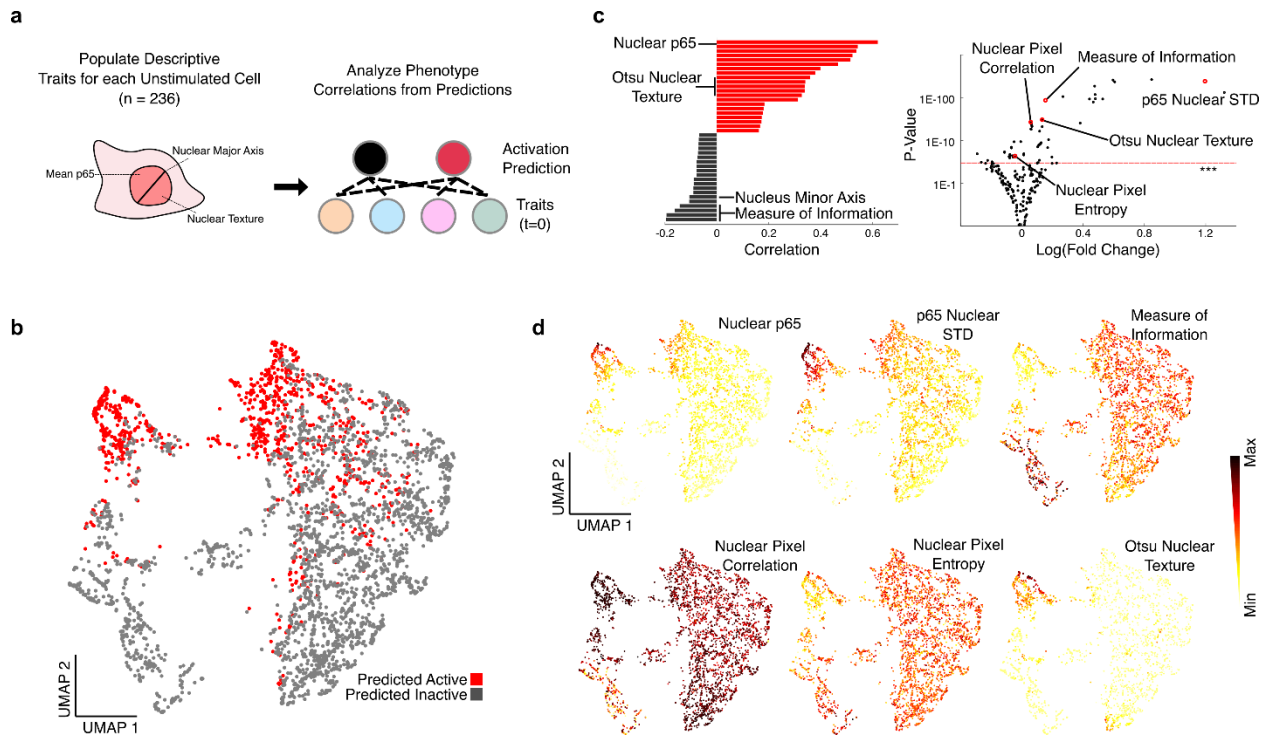 a
Populate Descriptive
Traits for each Unstimulated Cell
(n = 236)
Mean p65
Nuclear Major Axis
Nuclear Texture
Analyze Phenotype
Correlations from Predictions
Activation
Prediction
Traits
(t=0)
c
Nuclear p65
Otsu Nuclear
Texture
Nucleus Minor Axis
Measure of Information
-0.2
0
0.2
0.4
0.6
Correlation
Nuclear Pixel
Correlation
Measure of Information
p65 Nuclear STD
Otsu Nuclear Texture
Nuclear Pixel
Entropy
***
P-Value
1E-100
1E-10
1E-1
0
0.4
0.8
1.2
Log(Fold Change)
b
UMAP 2
UMAP 1
Predicted Active
Predicted Inactive
d
Nuclear p65
p65 Nuclear
STD
Measure of
Information
UMAP 2
UMAP 1
Nuclear Pixel
Correlation
Nuclear Pixel
Entropy
Otsu Nuclear
Texture
Max
Min